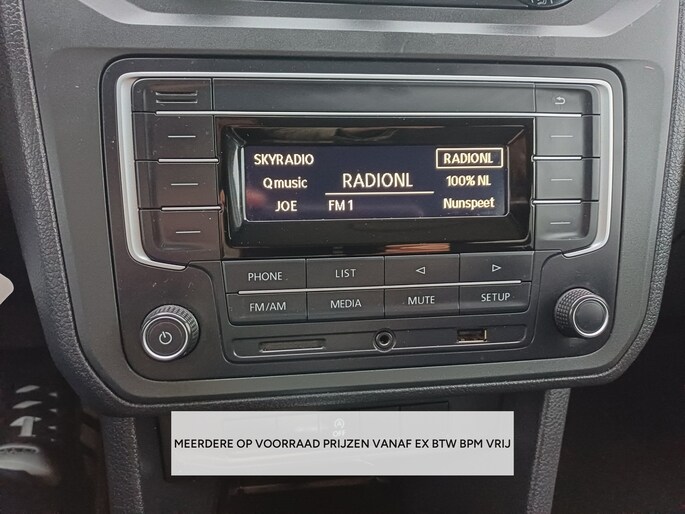 SKYRADIO RADIONL
Qmusic RADIONL 100% NL
JOE FM 1 Nunspeet
PHONE LIST
FM/AM MEDIA MUTE SETUP
OFF
MEERDERE OP VOORRAAD PRIJZEN VANAF EX BTW BPM VRIJ